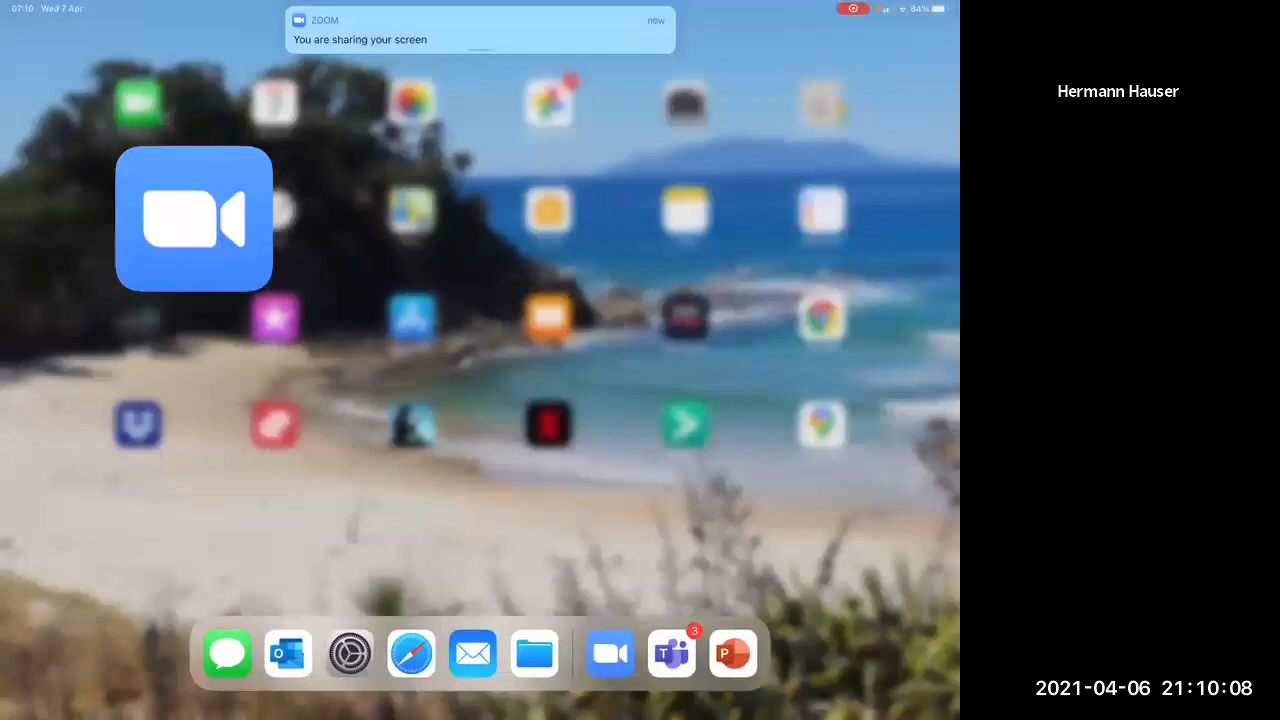 07:10 Wed 7 Apr
84%
ZOOM
now
You are sharing your screen
Hermann Hauser
3
2021-04-06 21:10:08